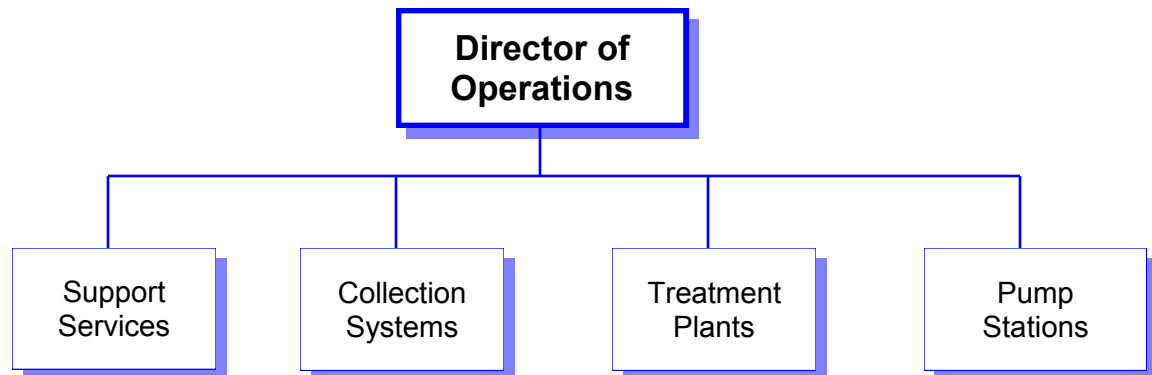 Director of
Operations
Support
Services
Collection
Systems
Treatment
Plants
Pump
Stations